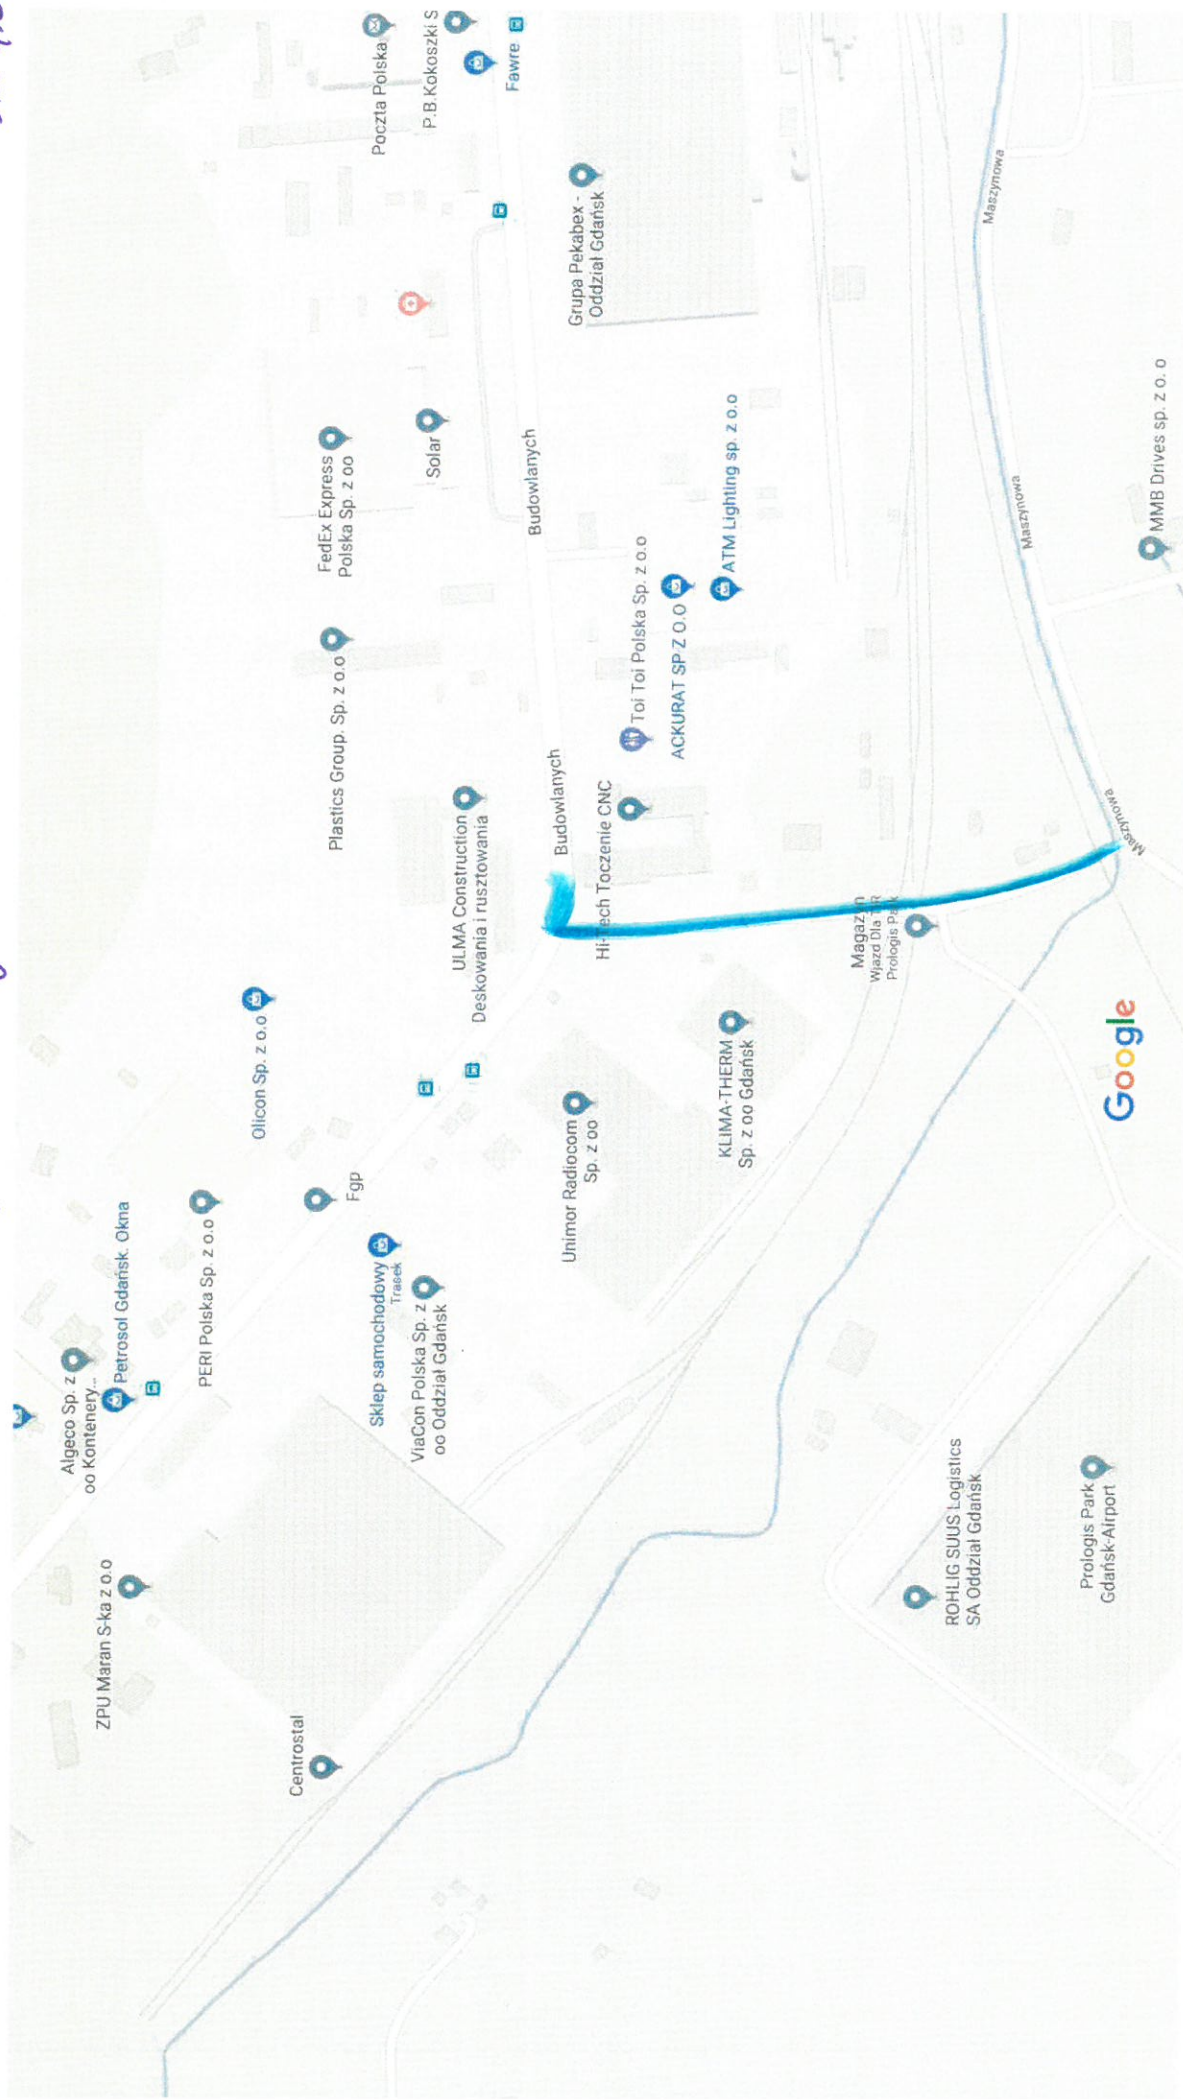 Algeco Sp. z
oo Kontenery...
Petrosol Gdańsk. Okna
ZPU Maran S-ka z o.o
PERI Polska Sp. z o.o
Olicon Sp. z o.o
Centrostal
Fgp
Sklep samochodowy
Trasek
ViaCon Polska Sp. z
oo Oddział Gdańsk
Plastics Group. Sp. z o.o
FedEx Express
Polska Sp. z oo
Poczta Polska
P.B.Kokoszki S
Solar
Fawre
ULMA Construction
Deskowania i rusztowania
Budowlanych
Budowlanych
Unimor Radiocom
Sp. z oo
Hi-Tech Toczenie CNC
Toi Toi Polska Sp. z o.o
ACKURAT SP Z O.O
ATM Lighting sp. z o.o
Grupa Pekabex -
Oddział Gdańsk
KLIMA-THERM
Sp. z oo Gdańsk
Magazyn
Wjazd Dla TIR
Prologis Park
ROHLIG SUUS Logistics
SA Oddział Gdańsk
Prologis Park
Gdańsk-Airport
Google
Maszynowa
Maszynowa
Maszynowa
MMB Drives sp. z o. o